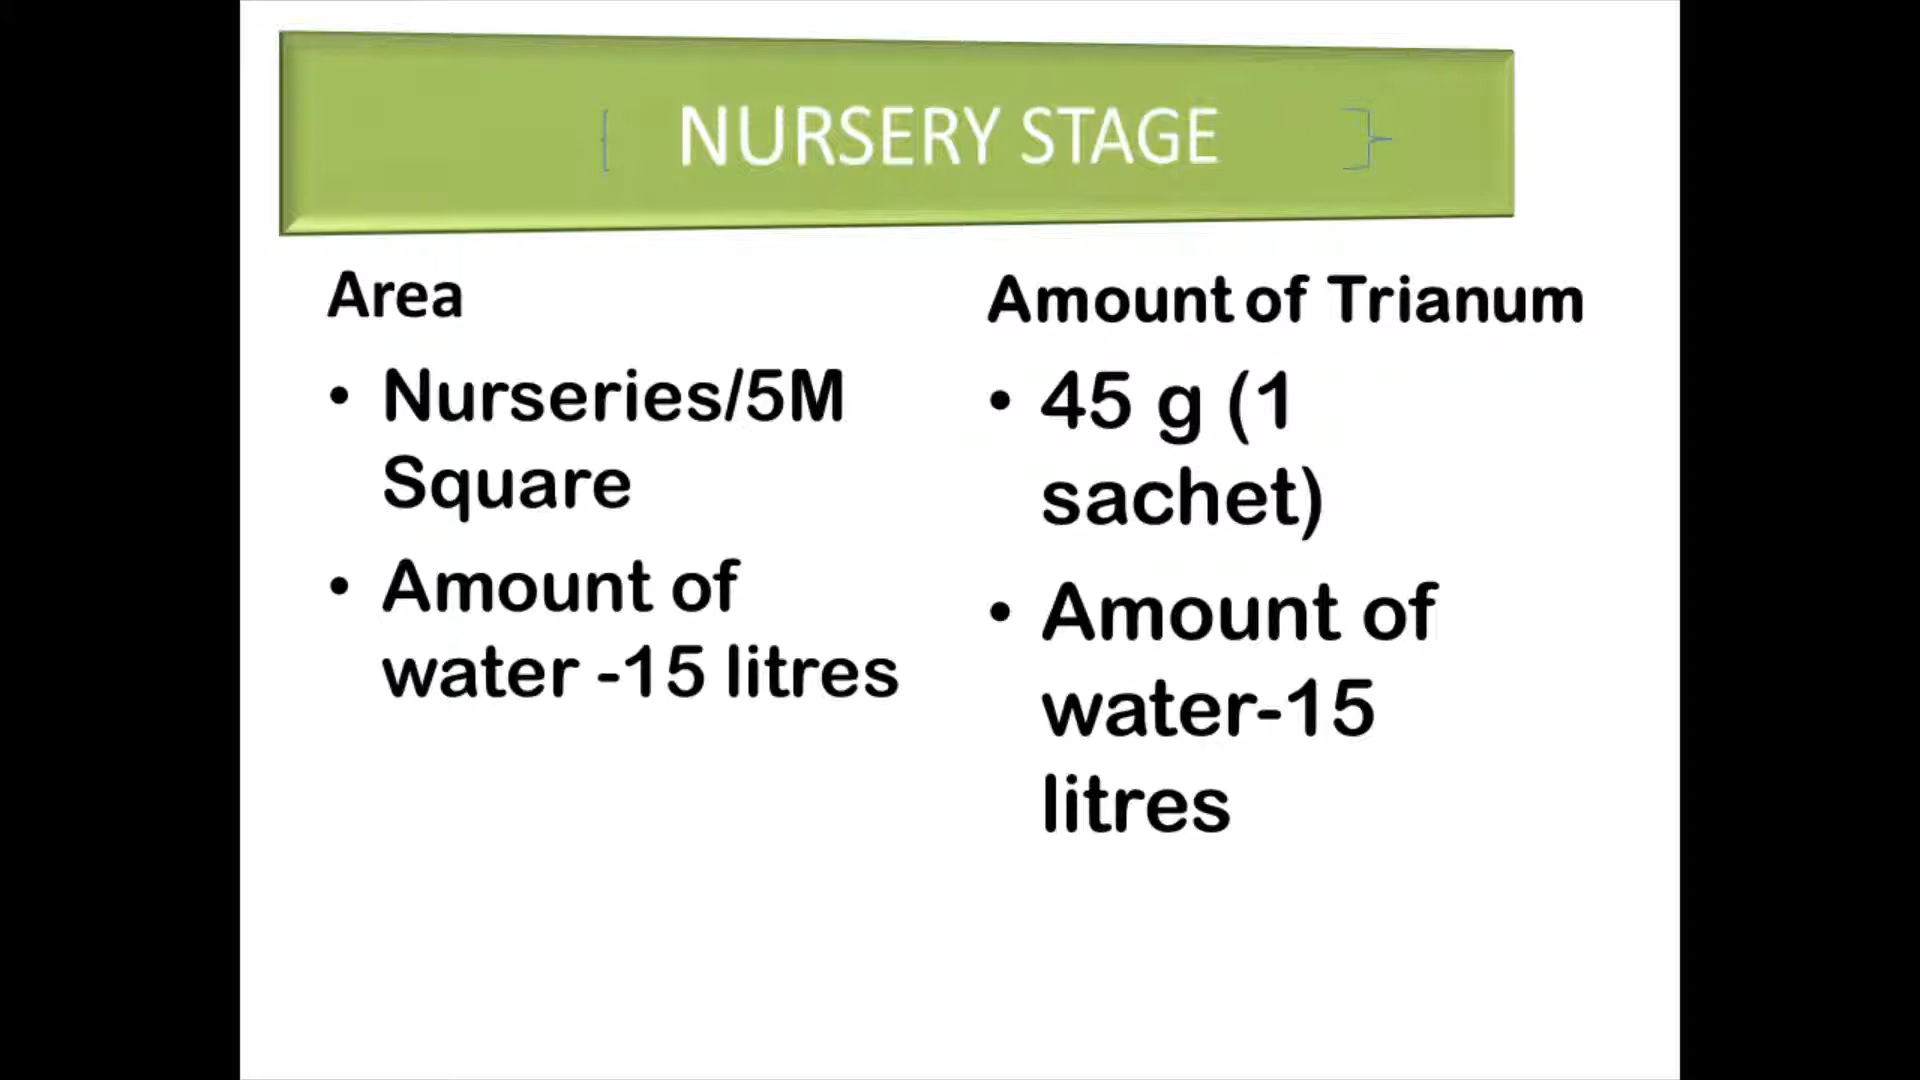 NURSERY STAGE
Area
• Nurseries/5M
Square
• Amount of
water -15 litres
Amount of Trianum
• 45 g (1
sachet)
• Amount of
water-15
litres